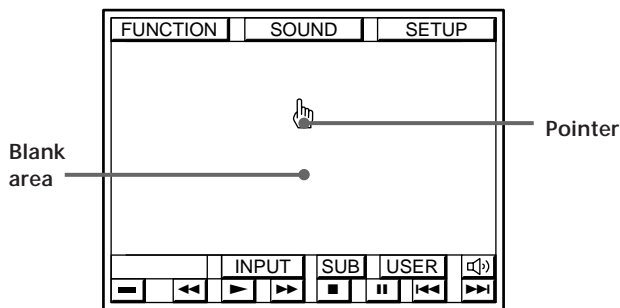 FUNCTION SOUND SETUP
Pointer
Blank
area
INPUT SUB USER